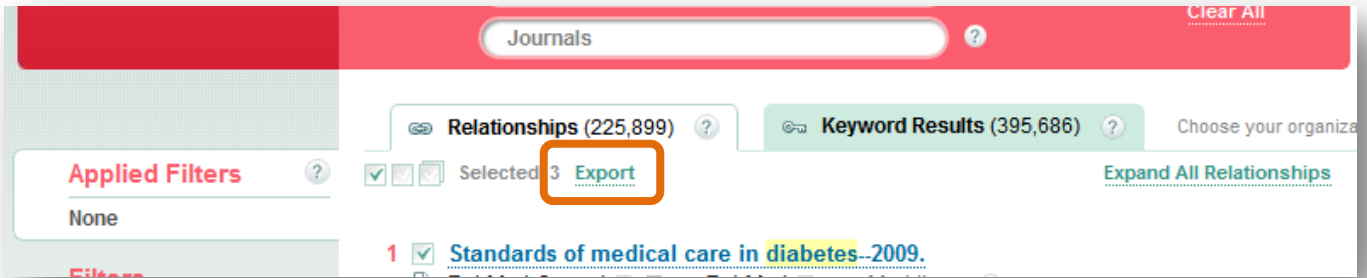 Clear All
Journals ?
Relationships (225,899) ? Keyword Results (395,686) ? Choose your organiza
Applied Filters ? Selected 3 Export Expand All Relationships
None
1 Standards of medical care in diabetes--2009.
Filters